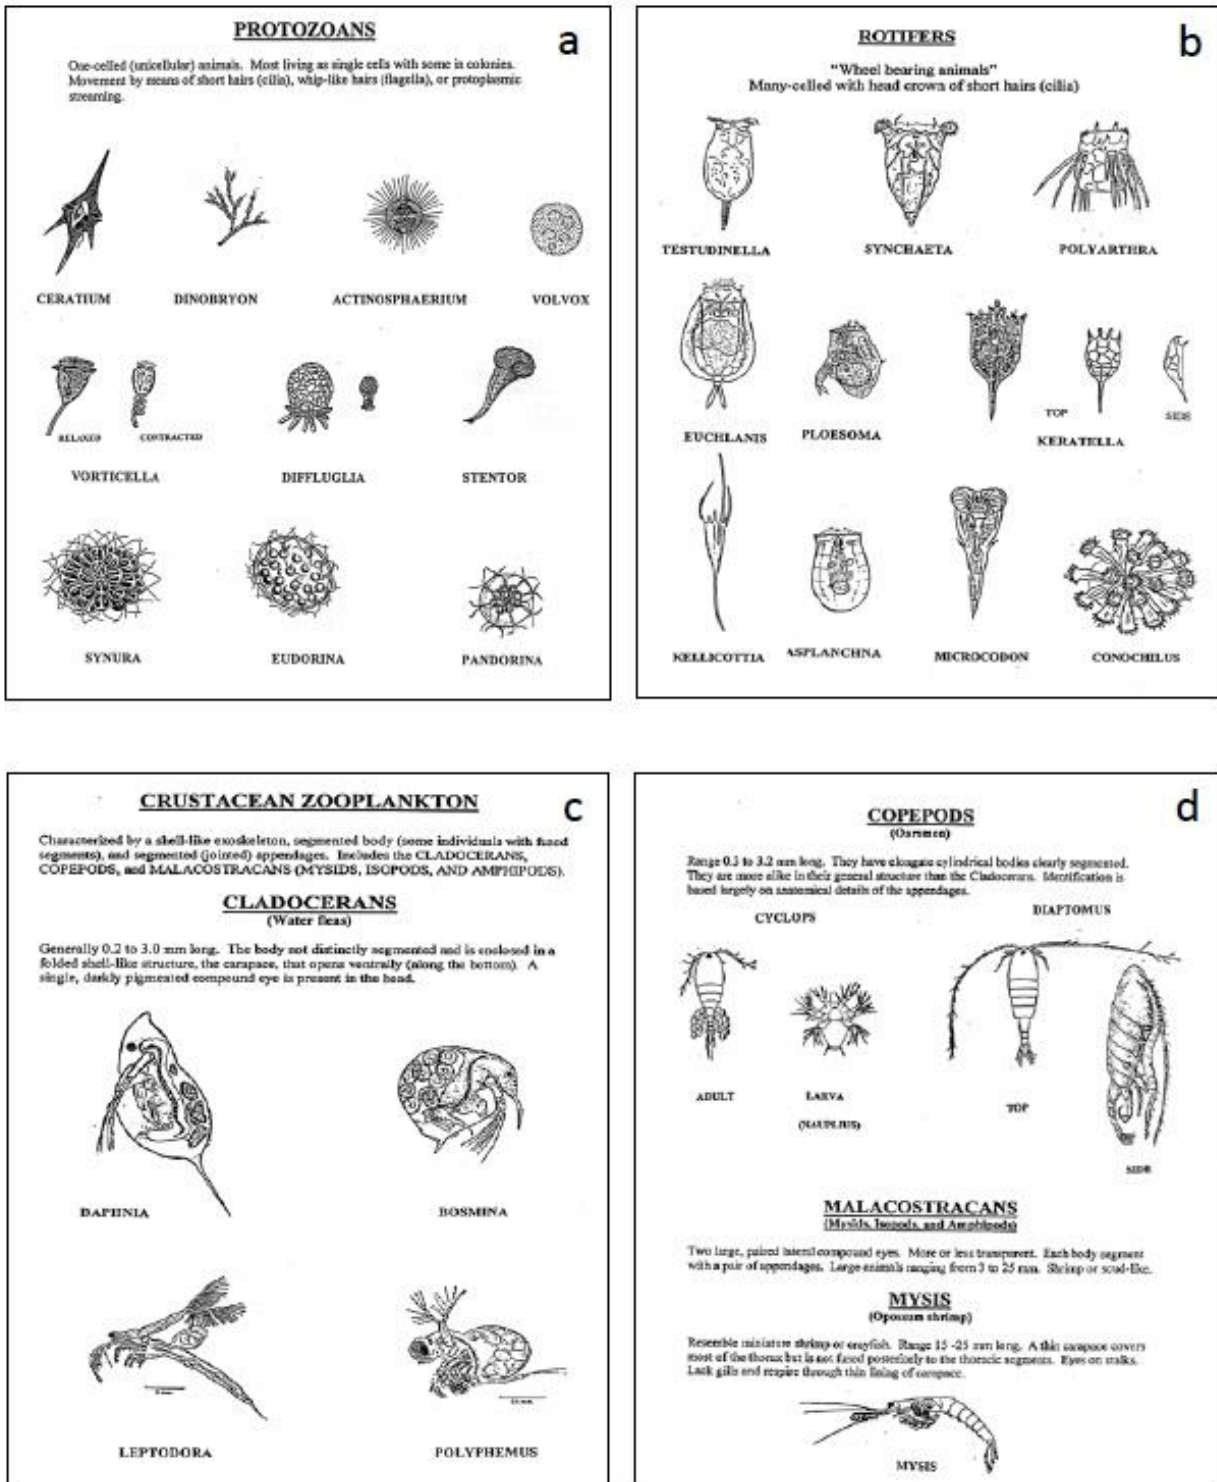 PROTOZOANS
a
One-celled (unicellular) animals. Most living as single cells with some in colonies.
Movement by means of short hairs (cilia), whip-like hairs (flagella), or protoplasmic
streaming.
CERATIUM DINOBRYON ACTINOSPHAERIUM VOLVOX
RELAXED CONTRACTED
VORTICELLA DIFFLUGLIA STENTOR
SYNURA EUDORINA PANDORINA
ROTIFERS
b
"Wheel bearing animals"
Many-celled with head crown of short hairs (cilia)
TESTUDINELLA SYNCHAETA POLYARTHRA
TOP SIDE
EUCHLANIS PLOESOMA KERATELLA
KELLICOTTIA ASPLANCHNA MICROCODON CONOCHILUS
CRUSTACEAN ZOOPLANKTON
c
Characterized by a shell-like exoskeleton, segmented body (some individuals with fused
segments), and segmented (jointed) appendages. Includes the CLADOCERANS,
COPEPODS, and MALACOSTRACANS (MYSIDS, ISOPODS, AND AMPHIPODS).
CLADOCERANS
(Water fleas)
Generally 0.2 to 3.0 mm long. The body not distinctly segmented and is enclosed in a
folded shell-like structure, the carapace, that opens ventrally (along the bottom). A
single, darkly pigmented compound eye is present in the head.
DAPHNIA BOSMINA
LEPTODORA POLYPHEMUS
COPEPODS
d
(Oarsmen)
Range 0.3 to 3.2 mm long. They have elongate cylindrical bodies clearly segmented.
They are more alike in their general structure than the Cladocerans. Identification is
based largely on anatomical details of the appendages.
CYCLOPS DIAPTOMUS
ADULT LARVA TOP
(NAUPLIUS)
SIDE
MALACOSTRACANS
(Mysids, Isopods, and Amphipods)
Two large, paired lateral compound eyes. More or less transparent. Each body segment
with a pair of appendages. Large animals ranging from 3 to 25 mm. Shrimp or scud-like.
MYSIS
(Opossum shrimp)
Resemble miniature shrimp or crayfish. Range 15 -25 mm long. A thin carapace covers
most of the thorax but is not fused posteriorly to the thoracic segments. Eyes on stalks.
Lack gills and respire through thin lining of carapace.
MYSIS